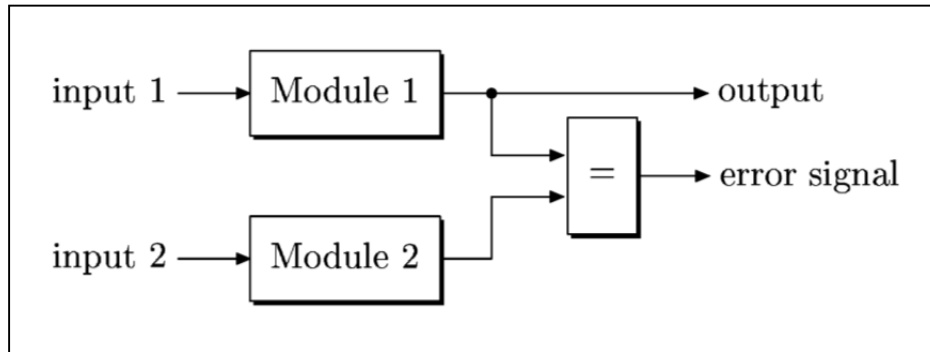 input 1
Module 1
output
=
error signal
input 2
Module 2